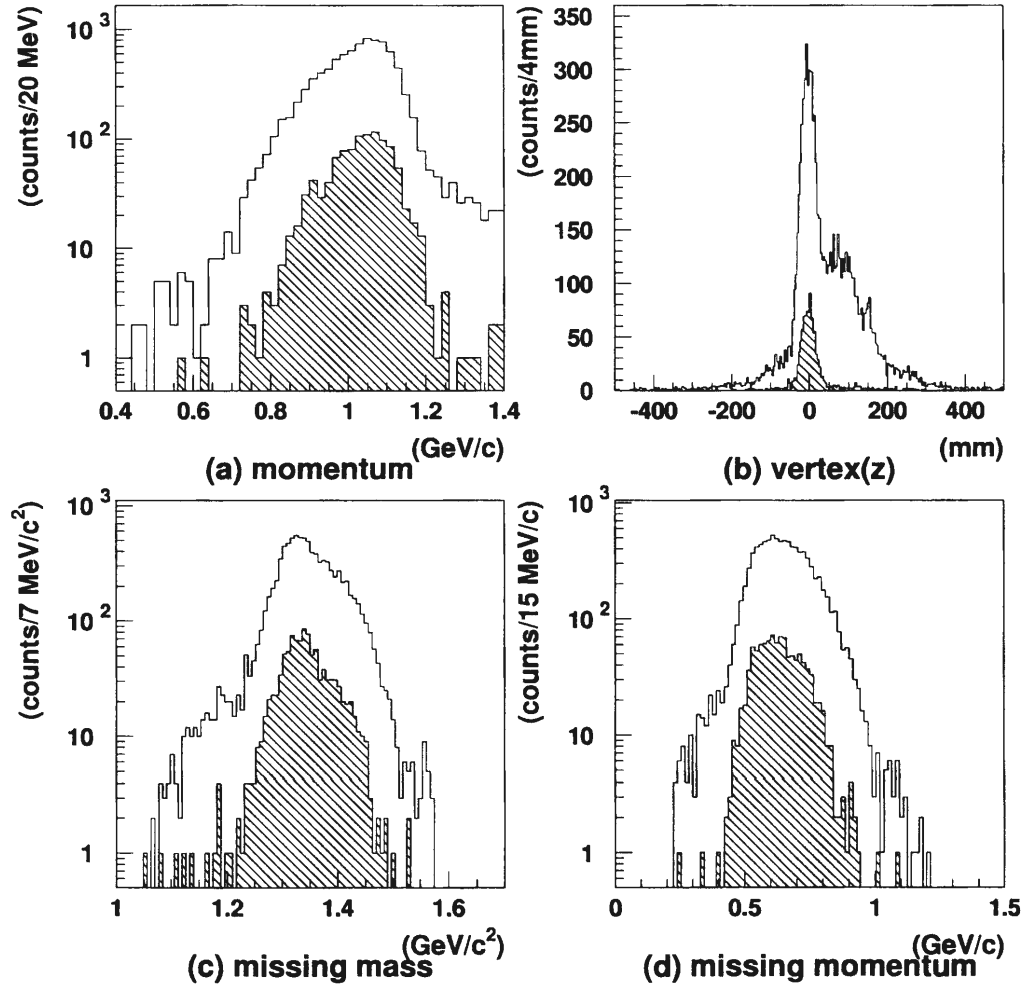 (counts/20 MeV)
10³
10²
10
1
0.4 0.6 0.8 1 1.2 1.4
(GeV/c)
(a) momentum
(counts/4mm)
350
300
250
200
150
100
50
0
-400 -200 0 200 400
(mm)
(b) vertex(z)
(counts/7 MeV/c²)
10³
10²
10
1
1 1.2 1.4 1.6
(GeV/c²)
(c) missing mass
(counts/15 MeV/c)
10³
10²
10
1
0 0.5 1 1.5
(GeV/c)
(d) missing momentum